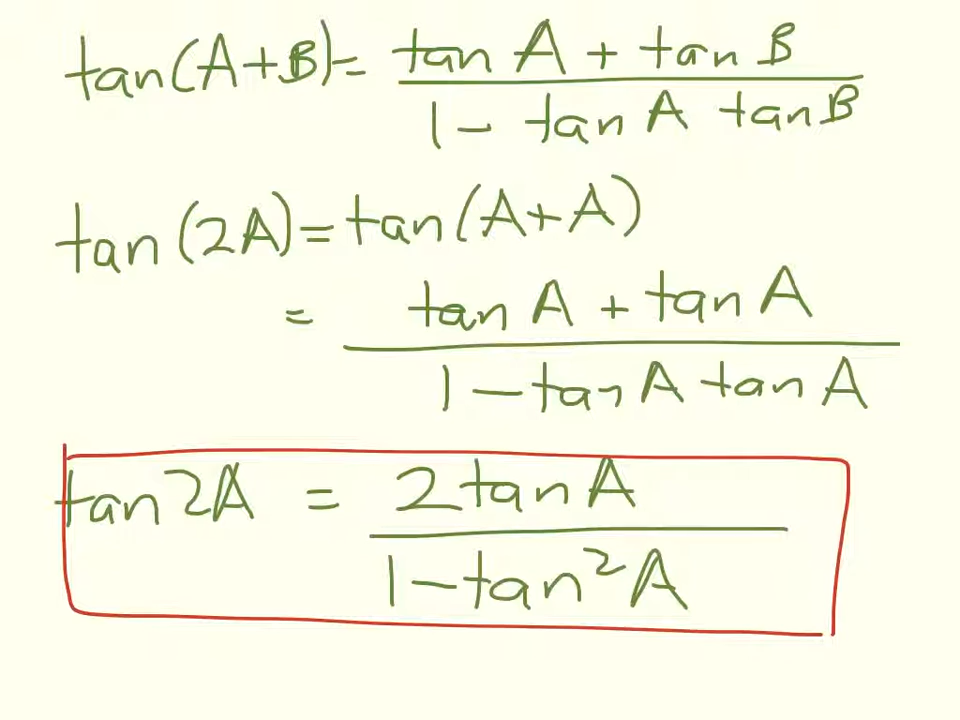 tan(A+B)= tan A + tan B / 1 - tan A tan B
tan (2A) = tan(A+A)
= tan A + tan A / 1 - tan A tan A
tan 2A = 2 tan A / 1 - tan² A